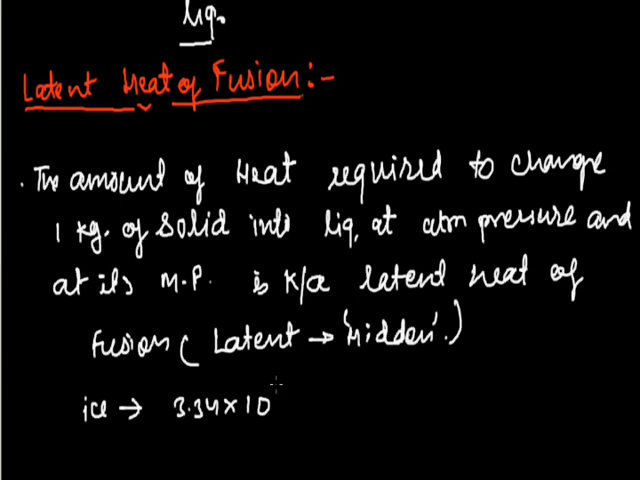 liq.
Latent Heat of Fusion:-
. The amount of Heat required to change
1 kg. of solid into liq. at atm pressure and
at its M.P. is k/a latent heat of
Fusion ( Latent → 'Hidden'. )
ice → 3.34 × 10